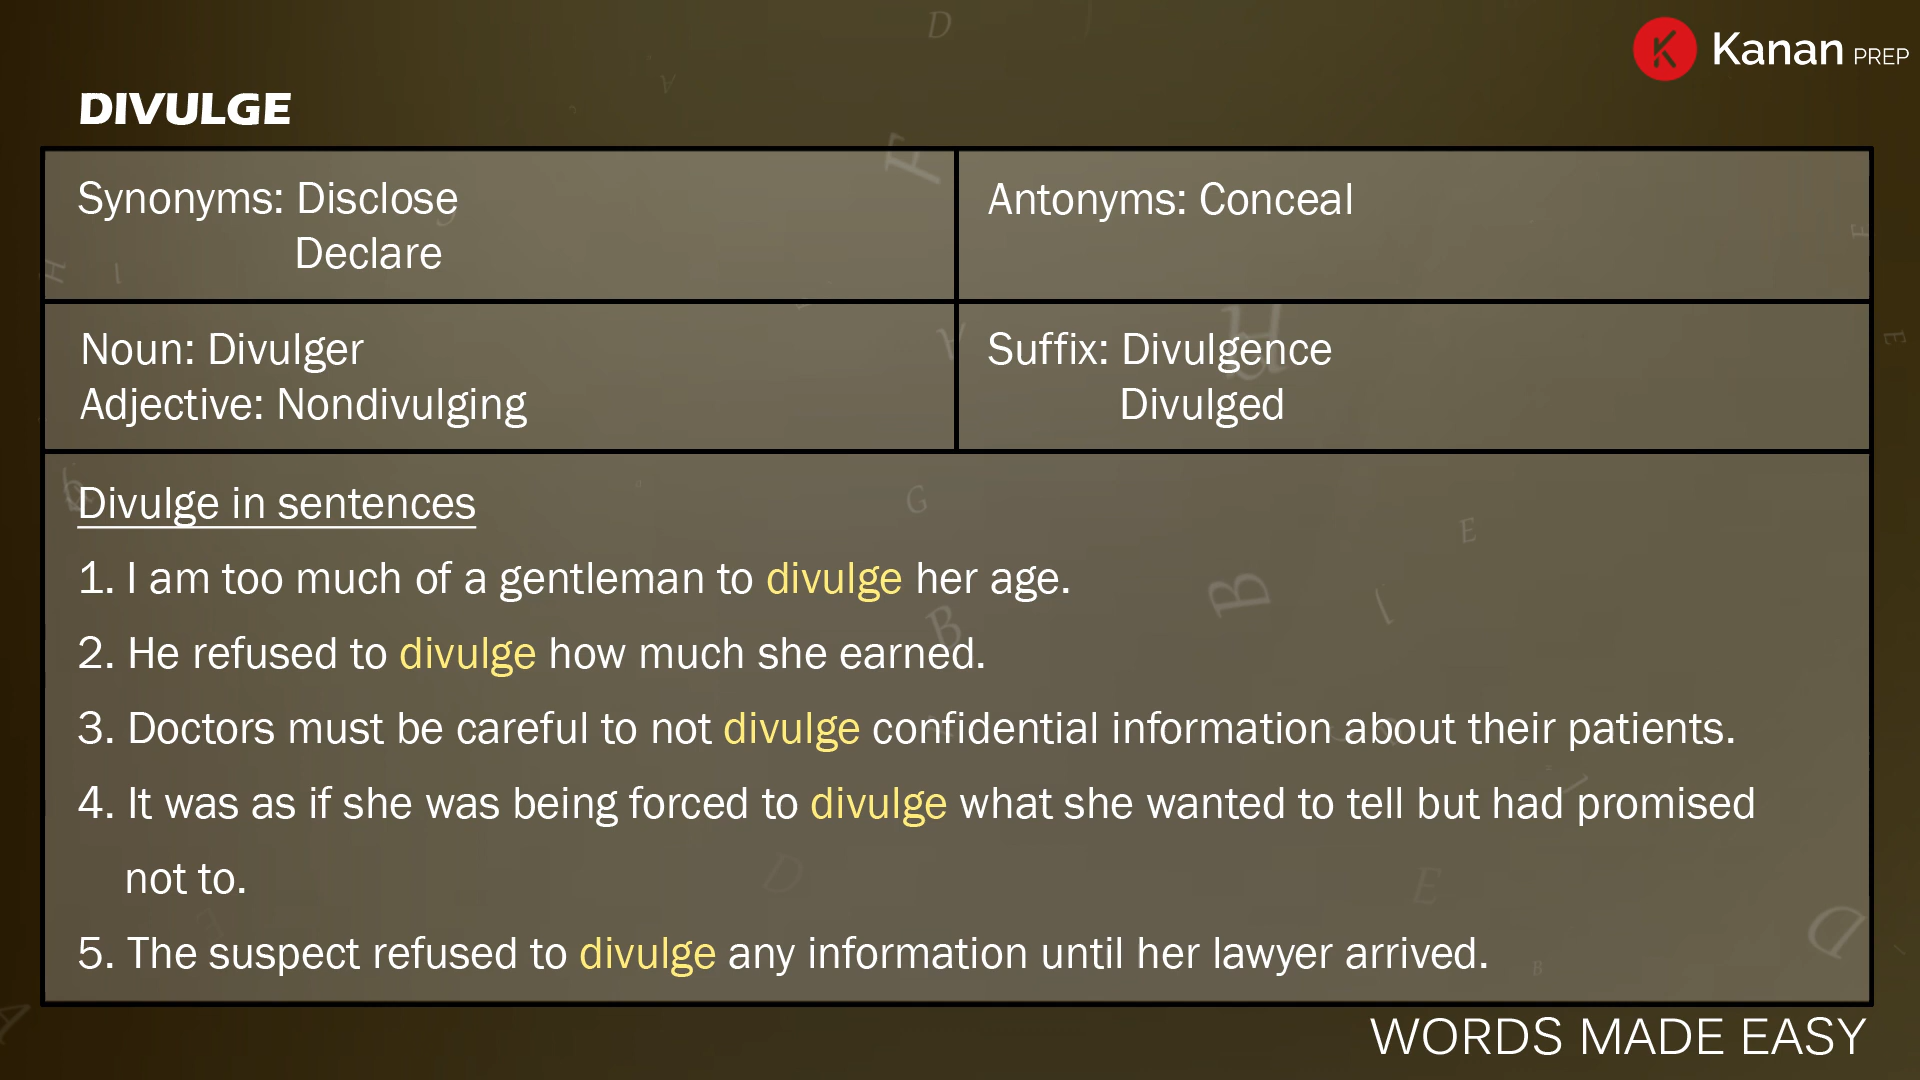 Kanan PREP
DIVULGE
Synonyms: Disclose
Declare
Antonyms: Conceal
Noun: Divulger
Adjective: Nondivulging
Suffix: Divulgence
Divulged
Divulge in sentences
1. I am too much of a gentleman to divulge her age.
2. He refused to divulge how much she earned.
3. Doctors must be careful to not divulge confidential information about their patients.
4. It was as if she was being forced to divulge what she wanted to tell but had promised
not to.
5. The suspect refused to divulge any information until her lawyer arrived.
WORDS MADE EASY